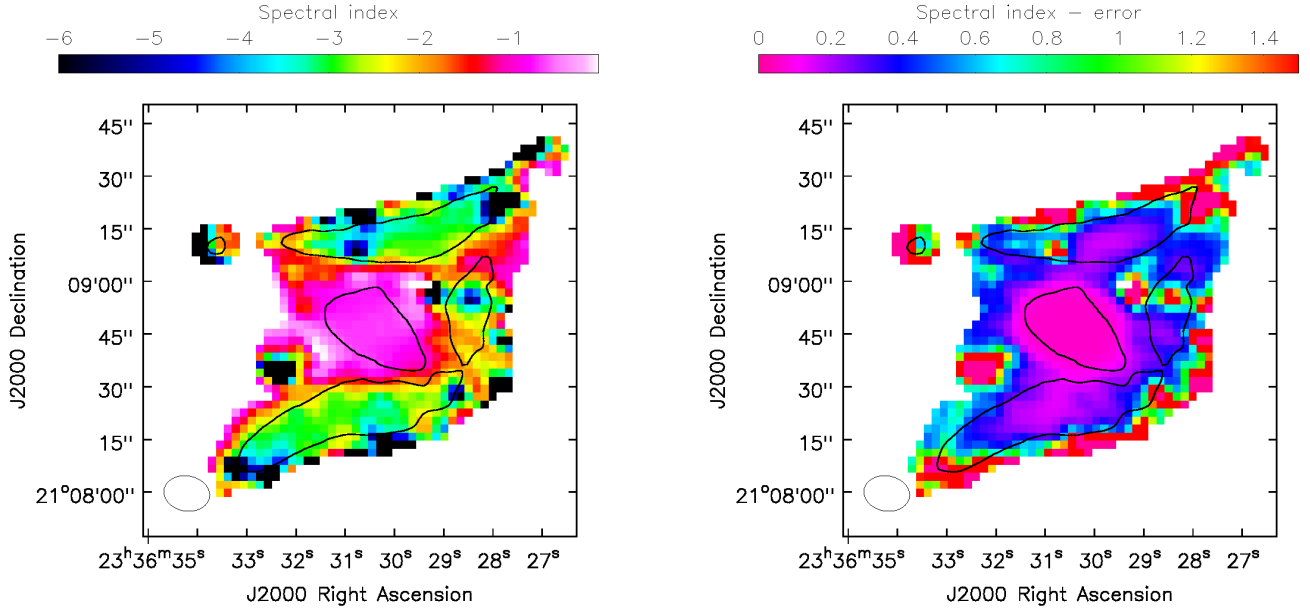 Spectral index
−6 −5 −4 −3 −2 −1
45"
30"
15"
09'00"
45"
30"
15"
21°08'00"
J2000 Declination
23ʰ36ᵐ35ˢ 33ˢ 32ˢ 31ˢ 30ˢ 29ˢ 28ˢ 27ˢ
J2000 Right Ascension
Spectral index − error
0 0.2 0.4 0.6 0.8 1 1.2 1.4
45"
30"
15"
09'00"
45"
30"
15"
21°08'00"
J2000 Declination
23ʰ36ᵐ35ˢ 33ˢ 32ˢ 31ˢ 30ˢ 29ˢ 28ˢ 27ˢ
J2000 Right Ascension